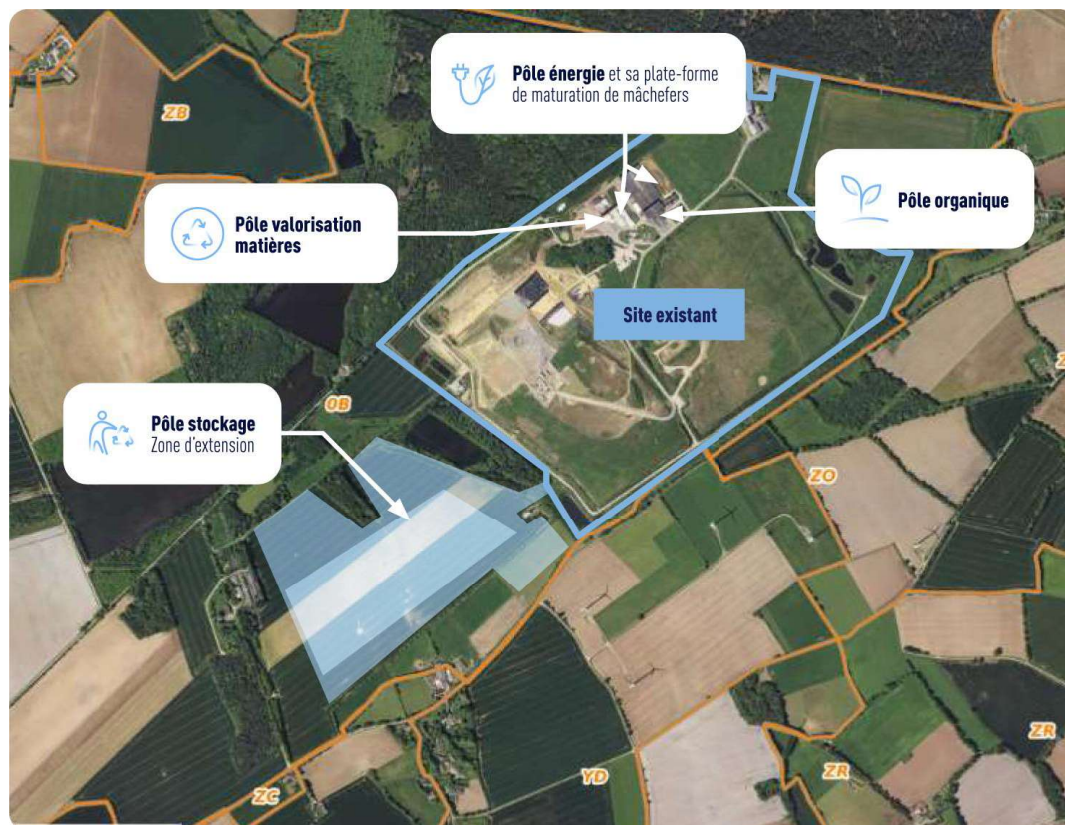 Pôle énergie et sa plate-forme
de maturation de mâchefers
ZB
Pôle valorisation
matières
Pôle organique
Site existant
OB
Pôle stockage
Zone d'extension
ZO
ZR
ZR
YD
ZC